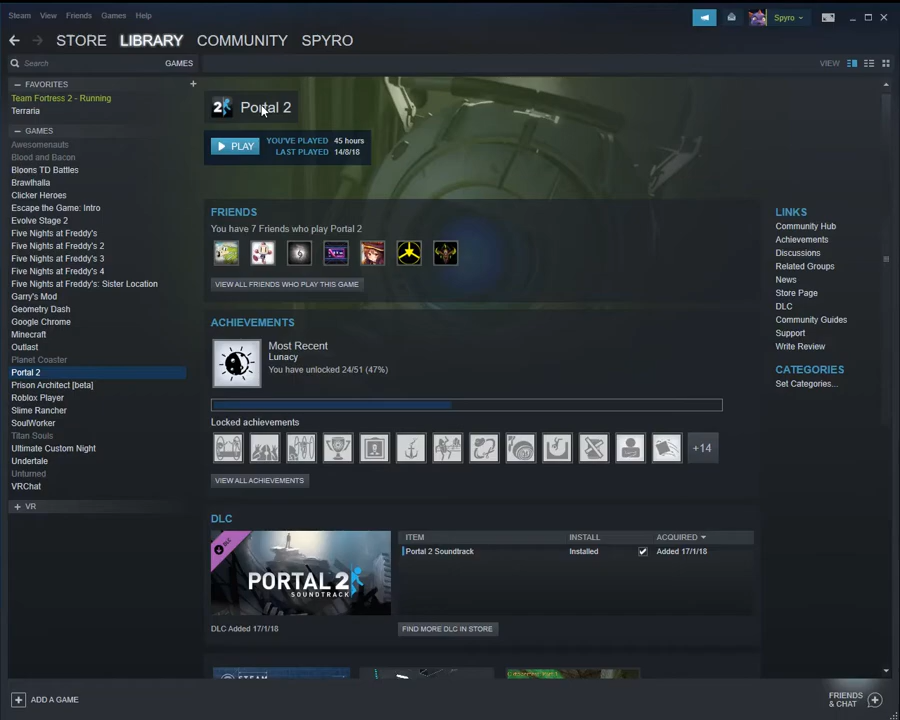 Steam View Friends Games Help
Spyro
STORE LIBRARY COMMUNITY SPYRO
Search GAMES
VIEW
FAVORITES
Team Fortress 2 - Running
Terraria
GAMES
Awesomenauts
Blood and Bacon
Bloons TD Battles
Brawlhalla
Clicker Heroes
Escape the Game: Intro
Evolve Stage 2
Five Nights at Freddy's
Five Nights at Freddy's 2
Five Nights at Freddy's 3
Five Nights at Freddy's 4
Five Nights at Freddy's: Sister Location
Garry's Mod
Geometry Dash
Google Chrome
Minecraft
Outlast
Planet Coaster
Portal 2
Prison Architect [beta]
Roblox Player
Slime Rancher
SoulWorker
Titan Souls
Ultimate Custom Night
Undertale
Unturned
VRChat
VR
2 Portal 2
PLAY
YOU'VE PLAYED 45 hours
LAST PLAYED 14/8/18
FRIENDS
You have 7 Friends who play Portal 2
VIEW ALL FRIENDS WHO PLAY THIS GAME
ACHIEVEMENTS
Most Recent
Lunacy
You have unlocked 24/51 (47%)
Locked achievements
+14
VIEW ALL ACHIEVEMENTS
DLC
PORTAL 2
SOUNDTRACK
DLC Added 17/1/18
ITEM INSTALL ACQUIRED
Portal 2 Soundtrack Installed Added 17/1/18
FIND MORE DLC IN STORE
STEAM
LINKS
Community Hub
Achievements
Discussions
Related Groups
News
Store Page
DLC
Community Guides
Support
Write Review
CATEGORIES
Set Categories...
ADD A GAME
FRIENDS
& CHAT